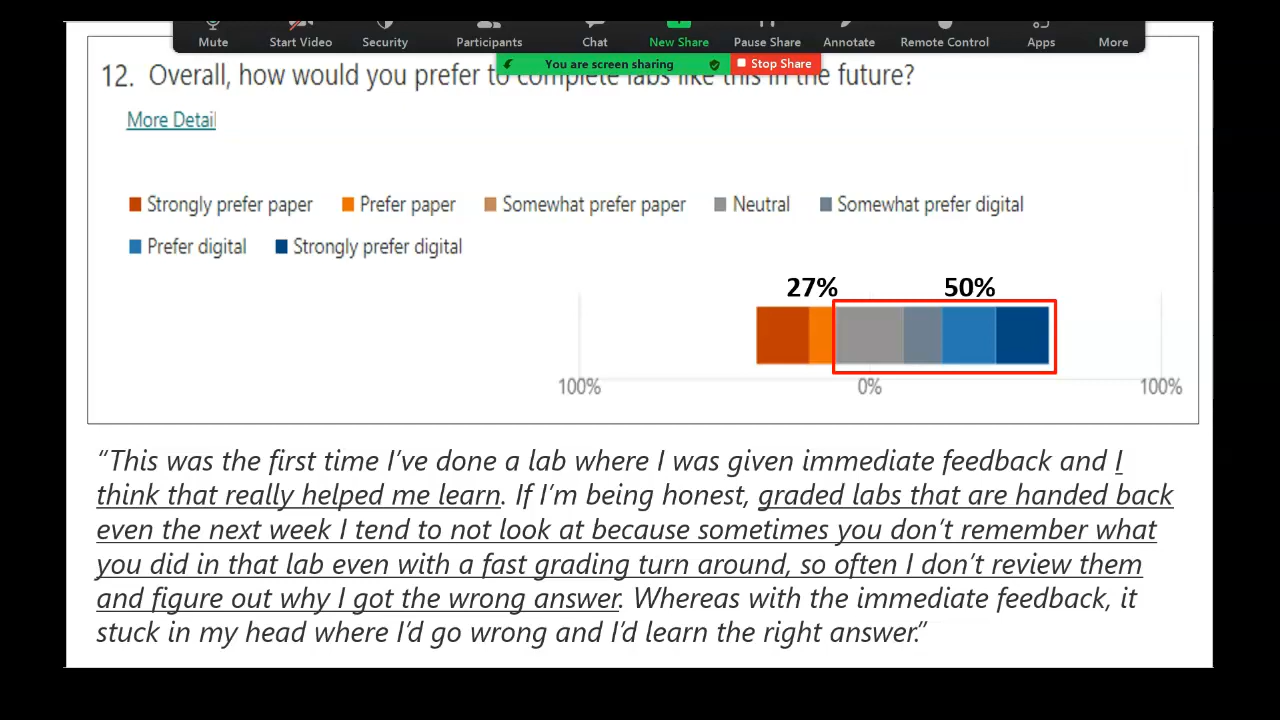 Mute Start Video Security Participants Chat New Share Pause Share Annotate Remote Control Apps More
You are screen sharing Stop Share
12. Overall, how would you prefer to complete labs like this in the future?
More Detail
Strongly prefer paper Prefer paper Somewhat prefer paper Neutral Somewhat prefer digital
Prefer digital Strongly prefer digital
27% 50%
100% 0% 100%
“This was the first time I’ve done a lab where I was given immediate feedback and I
think that really helped me learn. If I’m being honest, graded labs that are handed back
even the next week I tend to not look at because sometimes you don’t remember what
you did in that lab even with a fast grading turn around, so often I don’t review them
and figure out why I got the wrong answer. Whereas with the immediate feedback, it
stuck in my head where I’d go wrong and I’d learn the right answer.”